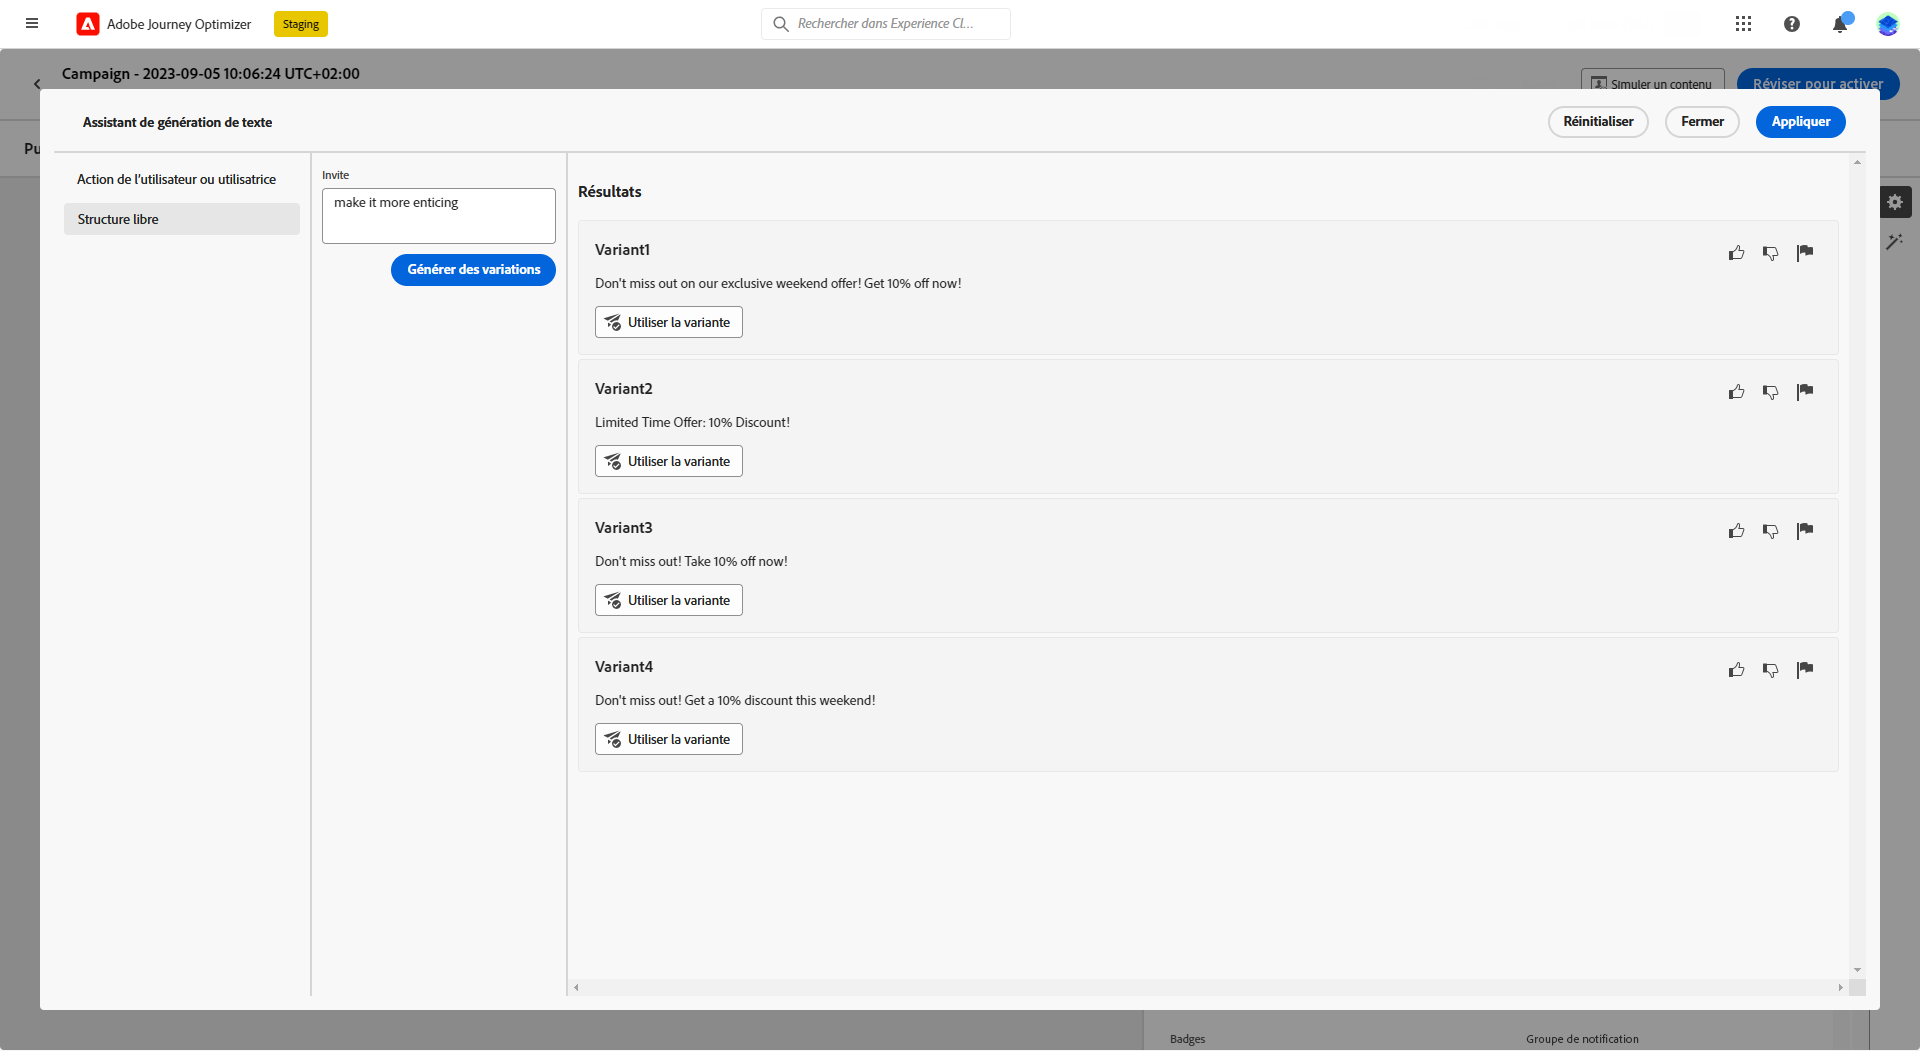 Adobe Journey Optimizer
Staging
Rechercher dans Experience Cl...
Campaign - 2023-09-05 10:06:24 UTC+02:00
Simuler un contenu
Réviser pour activer
Pu
Assistant de génération de texte
Réinitialiser
Fermer
Appliquer
Action de l'utilisateur ou utilisatrice
Structure libre
Invite
make it more enticing
Générer des variations
Résultats
Variant1
Don't miss out on our exclusive weekend offer! Get 10% off now!
Utiliser la variante
Variant2
Limited Time Offer: 10% Discount!
Utiliser la variante
Variant3
Don't miss out! Take 10% off now!
Utiliser la variante
Variant4
Don't miss out! Get a 10% discount this weekend!
Utiliser la variante
Badges
Groupe de notification